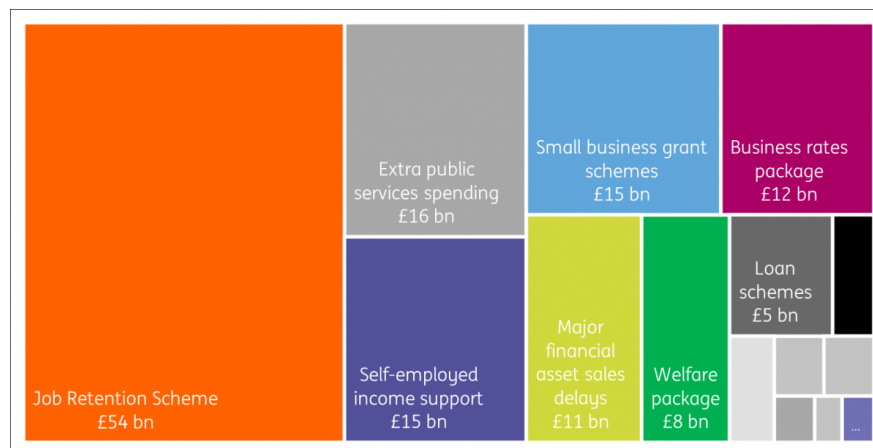 Job Retention Scheme
£54 bn
Extra public
services spending
£16 bn
Self-employed
income support
£15 bn
Small business grant
schemes
£15 bn
Business rates
package
£12 bn
Major
financial
asset sales
delays
£11 bn
Welfare
package
£8 bn
Loan
schemes
£5 bn
...